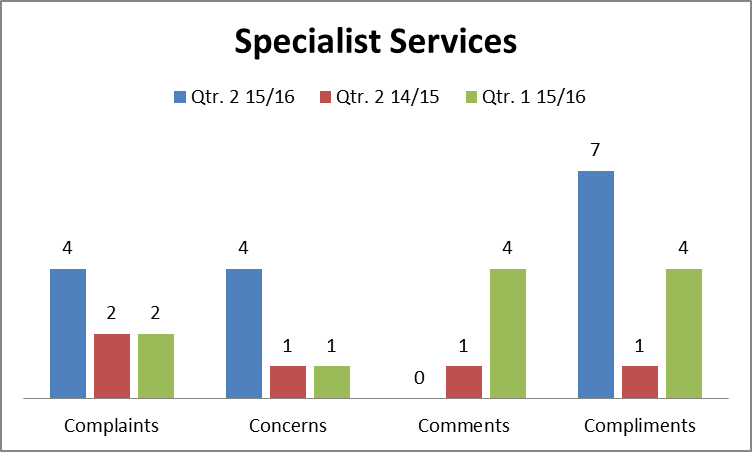 Specialist Services
Qtr. 2 15/16 Qtr. 2 14/15 Qtr. 1 15/16
7
4 4 4 4
2 2
1 1 1 1
0
Complaints Concerns Comments Compliments